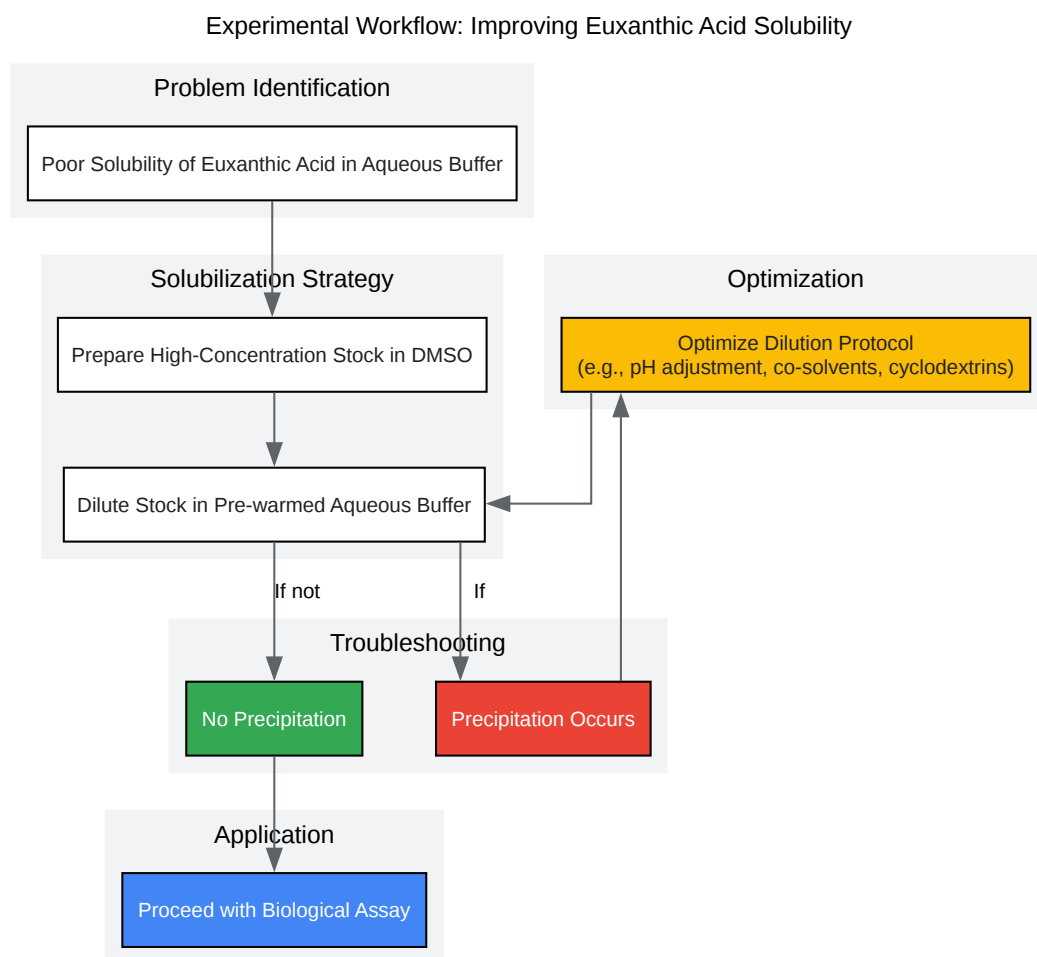 Experimental Workflow: Improving Euxanthic Acid Solubility
Problem Identification
Poor Solubility of Euxanthic Acid in Aqueous Buffer
Solubilization Strategy
Optimization
Prepare High-Concentration Stock in DMSO
Optimize Dilution Protocol
(e.g., pH adjustment, co-solvents, cyclodextrins)
Dilute Stock in Pre-warmed Aqueous Buffer
If not
If
Troubleshooting
No Precipitation
Precipitation Occurs
Application
Proceed with Biological Assay